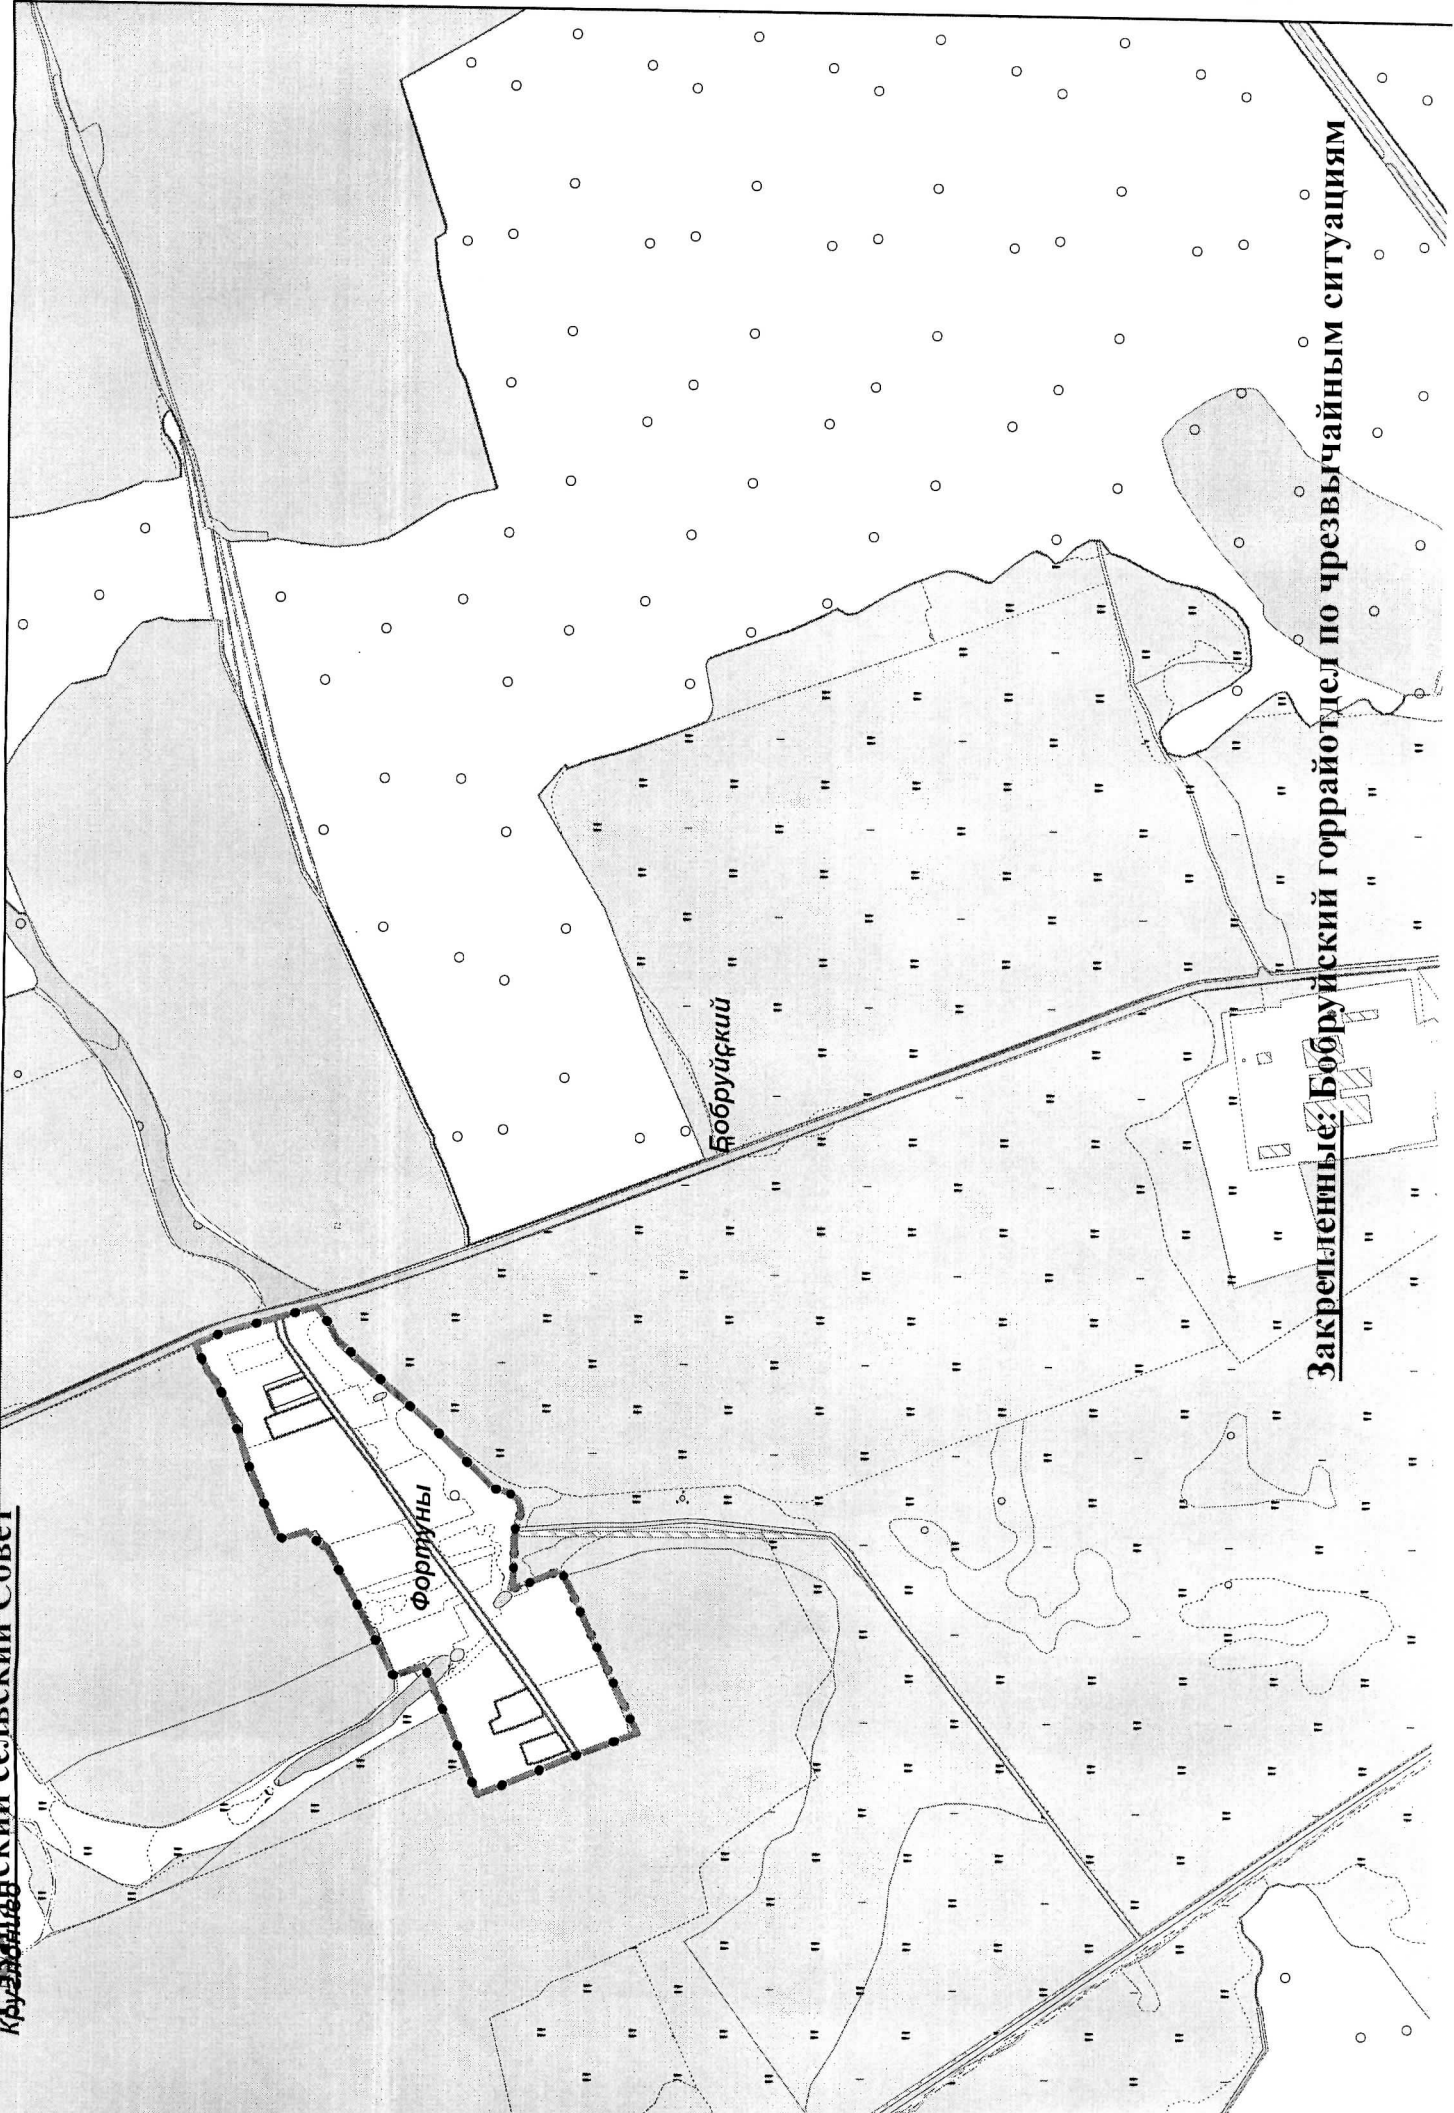 сельский Совет
Фортуны
Бобруйский
Закрепленные: Бобруйский горрайотдел по чрезвычайным ситуациям